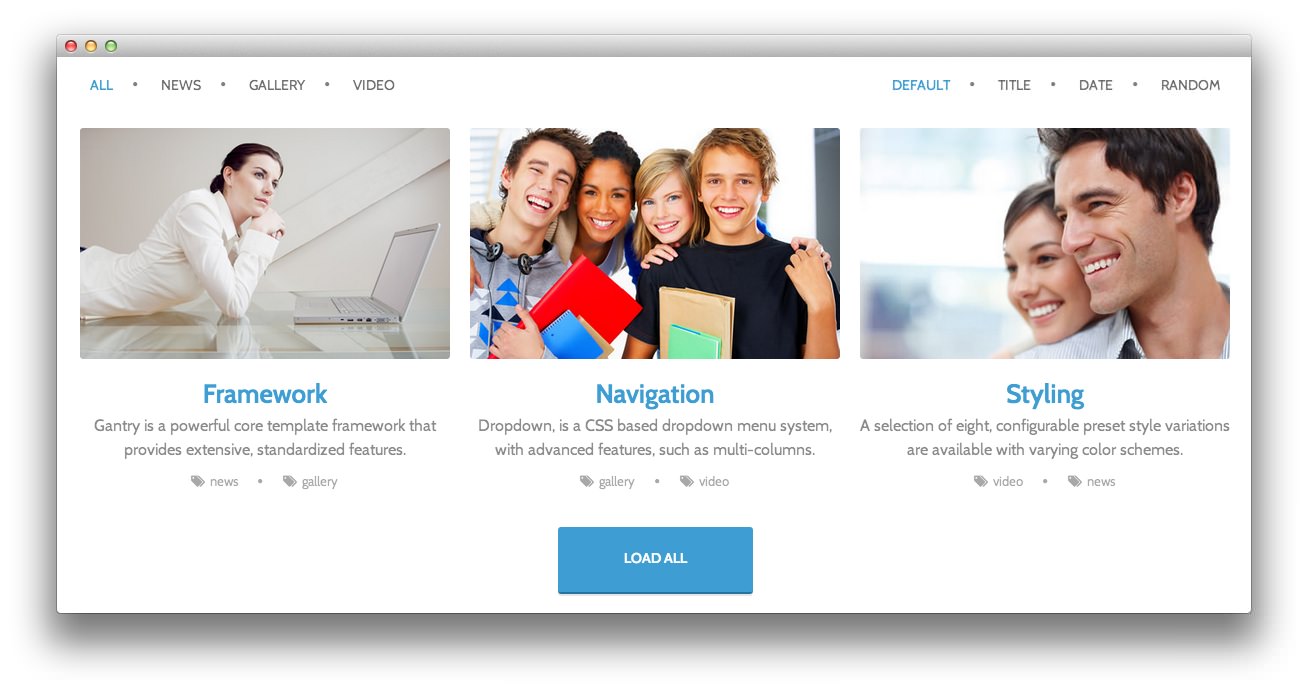 ALL • NEWS • GALLERY • VIDEO
DEFAULT • TITLE • DATE • RANDOM
Framework
Gantry is a powerful core template framework that
provides extensive, standardized features.
news • gallery
Navigation
Dropdown, is a CSS based dropdown menu system,
with advanced features, such as multi-columns.
gallery • video
Styling
A selection of eight, configurable preset style variations
are available with varying color schemes.
video • news
LOAD ALL